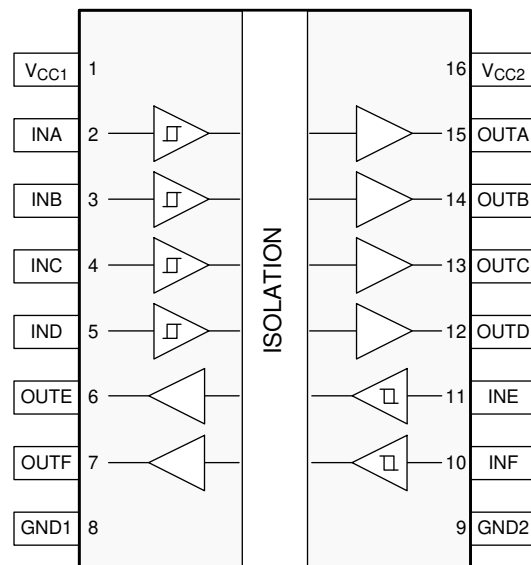 VCC1 1 16 VCC2
INA 2 15 OUTA
INB 3 14 OUTB
INC 4 13 OUTC
IND 5 12 OUTD
OUTE 6 11 INE
OUTF 7 10 INF
GND1 8 9 GND2
ISOLATION